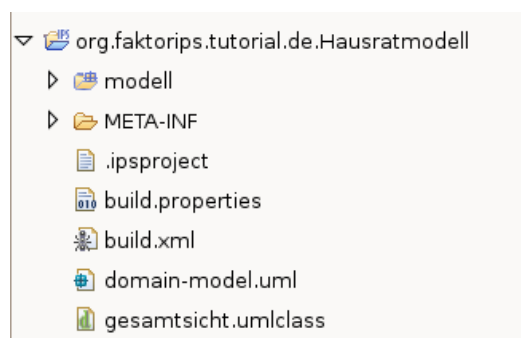 org.faktorips.tutorial.de.Hausratmodell
modell
META-INF
.ipsproject
build.properties
build.xml
domain-model.uml
gesamtsicht.umlclass